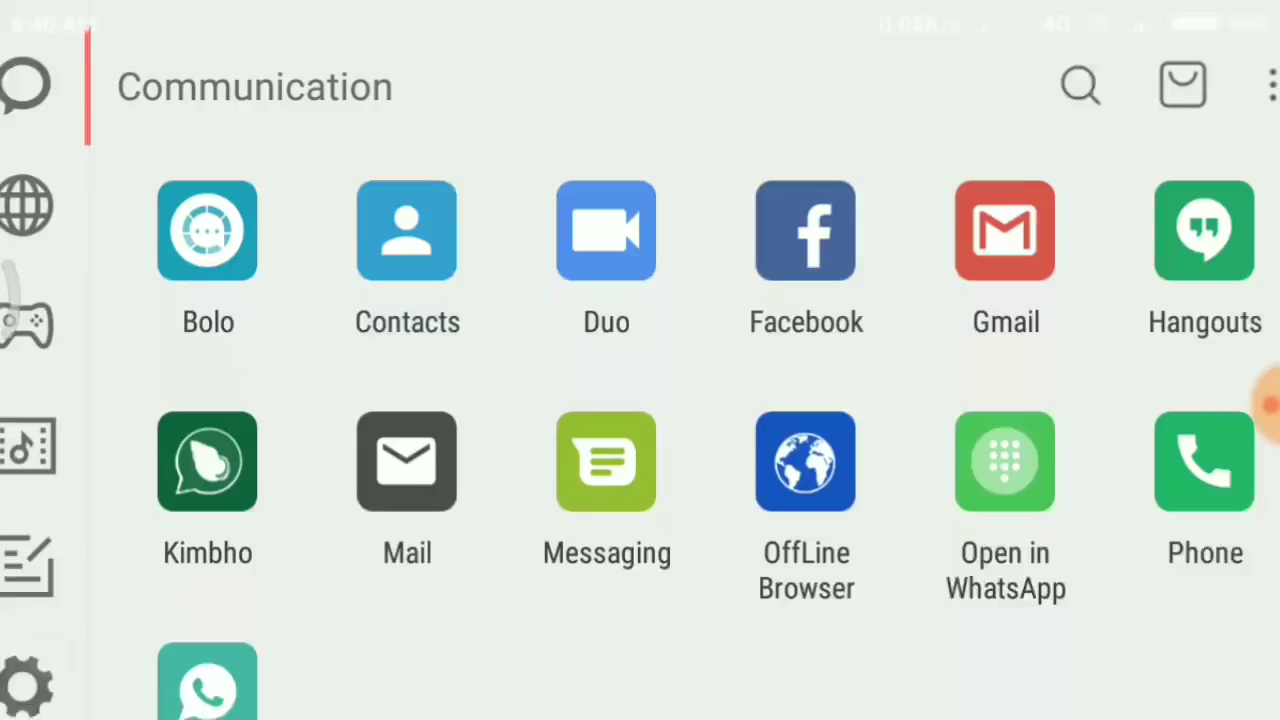 Communication
Bolo
Contacts
Duo
Facebook
Gmail
Hangouts
Kimbho
Mail
Messaging
OffLine
Browser
Open in
WhatsApp
Phone